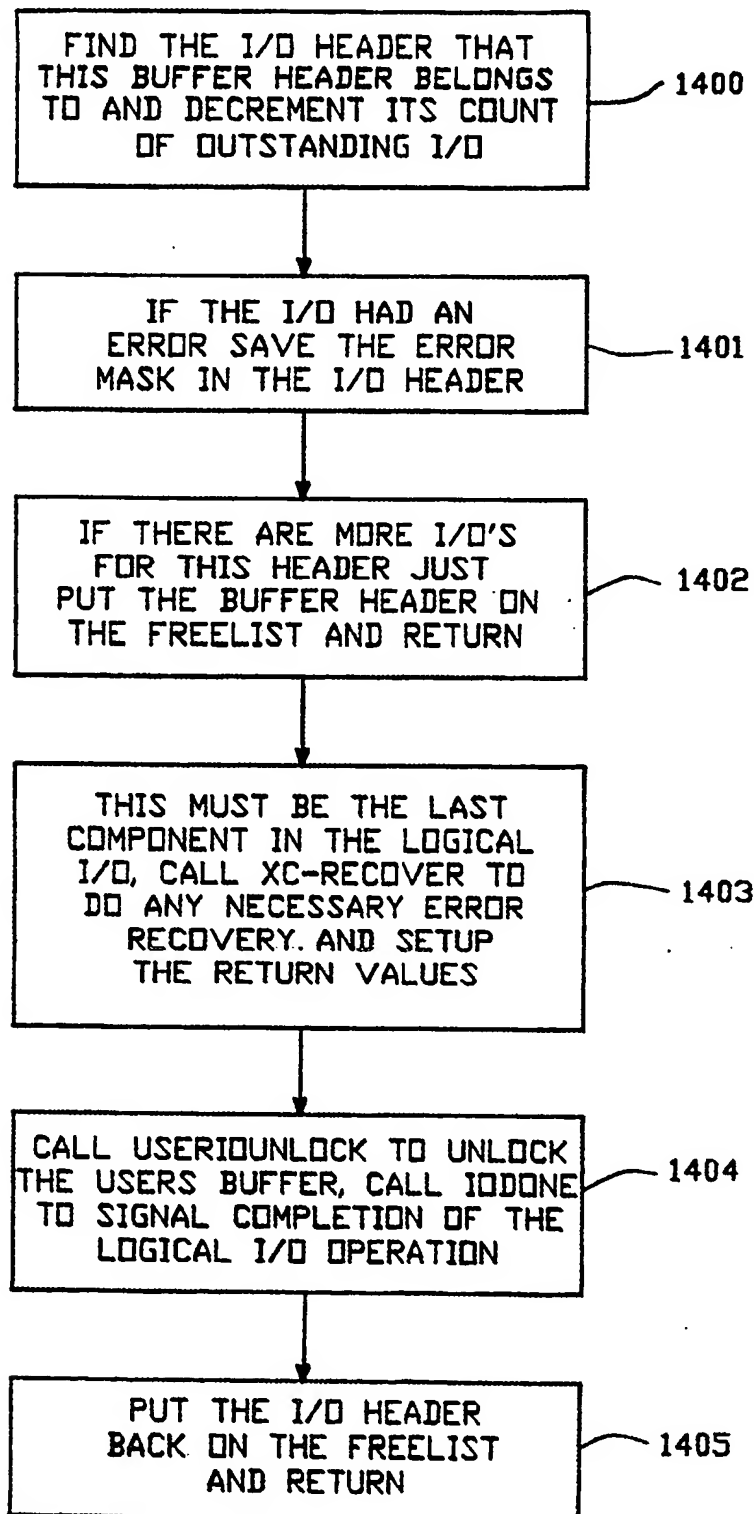 FIND THE I/O HEADER THAT
THIS BUFFER HEADER BELONGS
TO AND DECREMENT ITS COUNT
OF OUTSTANDING I/O
1400
IF THE I/O HAD AN
ERROR SAVE THE ERROR
MASK IN THE I/O HEADER
1401
IF THERE ARE MORE I/O'S
FOR THIS HEADER JUST
PUT THE BUFFER HEADER ON
THE FREELIST AND RETURN
1402
THIS MUST BE THE LAST
COMPONENT IN THE LOGICAL
I/O, CALL XC-RECOVER TO
DO ANY NECESSARY ERROR
RECOVERY. AND SETUP
THE RETURN VALUES
1403
CALL USERIOUNLOCK TO UNLOCK
THE USERS BUFFER, CALL IODONE
TO SIGNAL COMPLETION OF THE
LOGICAL I/O OPERATION
1404
PUT THE I/O HEADER
BACK ON THE FREELIST
AND RETURN
1405